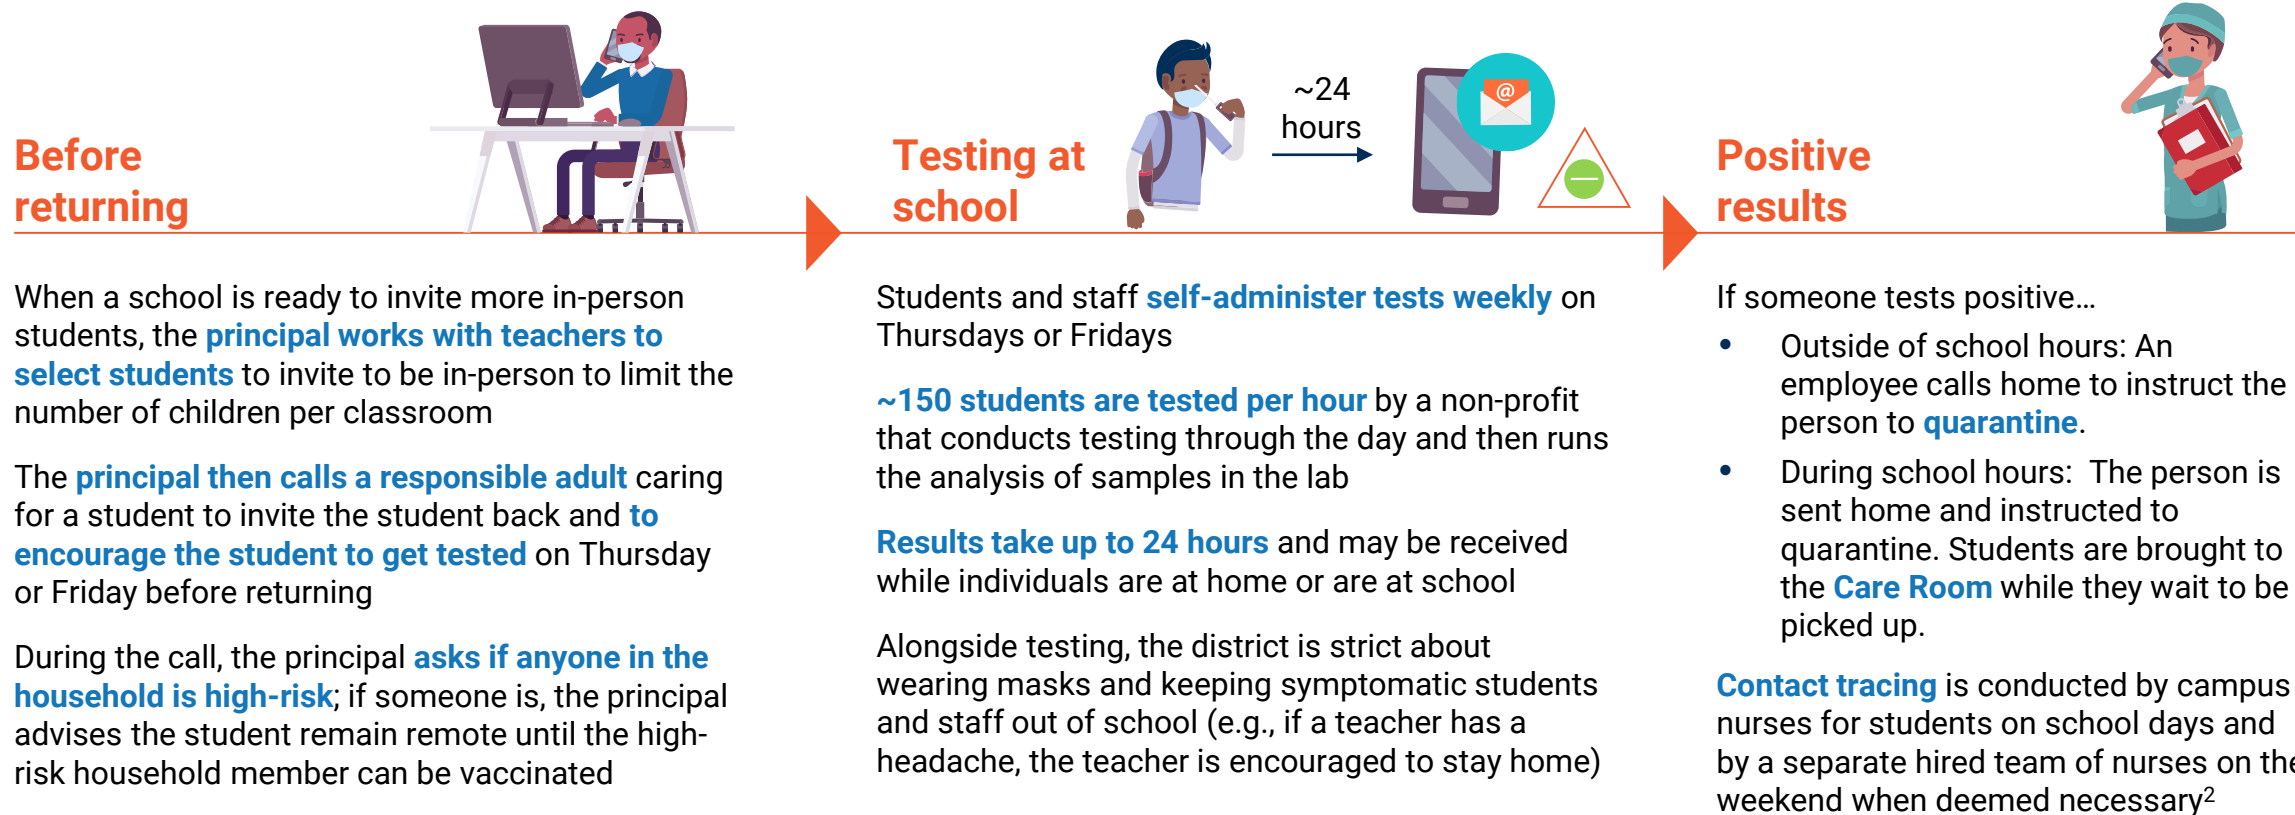 Before
returning
When a school is ready to invite more in-person
students, the principal works with teachers to
select students to invite to be in-person to limit the
number of children per classroom
The principal then calls a responsible adult caring
for a student to invite the student back and to
encourage the student to get tested on Thursday
or Friday before returning
During the call, the principal asks if anyone in the
household is high-risk; if someone is, the principal
advises the student remain remote until the high-
risk household member can be vaccinated
Testing at
school
~24
hours
@
Students and staff self-administer tests weekly on
Thursdays or Fridays
~150 students are tested per hour by a non-profit
that conducts testing through the day and then runs
the analysis of samples in the lab
Results take up to 24 hours and may be received
while individuals are at home or are at school
Alongside testing, the district is strict about
wearing masks and keeping symptomatic students
and staff out of school (e.g., if a teacher has a
headache, the teacher is encouraged to stay home)
Positive
results
If someone tests positive…
• Outside of school hours: An
employee calls home to instruct the
person to quarantine.
• During school hours:  The person is
sent home and instructed to
quarantine. Students are brought to
the Care Room while they wait to be
picked up.
Contact tracing is conducted by campus
nurses for students on school days and
by a separate hired team of nurses on the
weekend when deemed necessary²